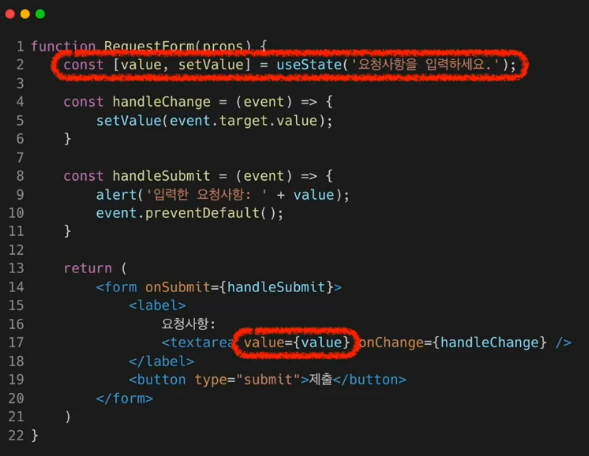 1 function RequestForm(props) {
2 const [value, setValue] = useState('요청사항을 입력하세요.');
3
4 const handleChange = (event) => {
5 setValue(event.target.value);
6 }
7
8 const handleSubmit = (event) => {
9 alert('입력한 요청사항: ' + value);
10 event.preventDefault();
11 }
12
13 return (
14 <form onSubmit={handleSubmit}>
15 <label>
16 요청사항:
17 <textarea value={value} onChange={handleChange} />
18 </label>
19 <button type="submit">제출</button>
20 </form>
21 )
22 }